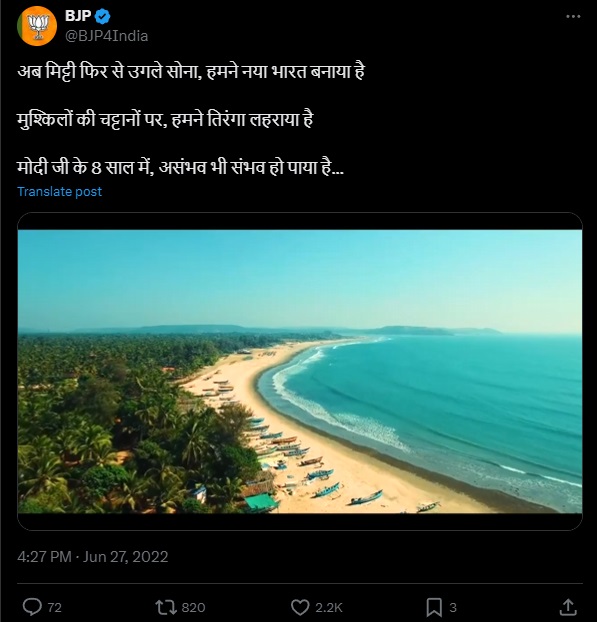 BJP
@BJP4India
अब मिट्टी फिर से उगले सोना, हमने नया भारत बनाया है
मुश्किलों की चट्टानों पर, हमने तिरंगा लहराया है
मोदी जी के 8 साल में, असंभव भी संभव हो पाया है...
Translate post
4:27 PM · Jun 27, 2022
72 820 2.2K 3